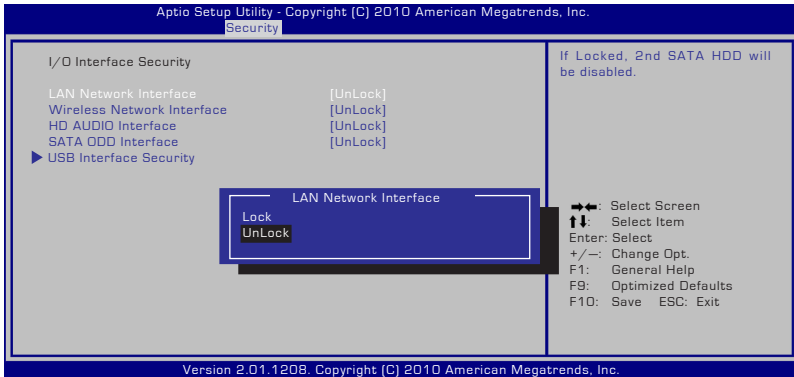 Aptio Setup Utility - Copyright (C) 2010 American Megatrends, Inc.
Security
I/O Interface Security
LAN Network Interface [UnLock]
Wireless Network Interface [UnLock]
HD AUDIO Interface [UnLock]
SATA ODD Interface [UnLock]
USB Interface Security
If Locked, 2nd SATA HDD will
be disabled.
LAN Network Interface
Lock
UnLock
→←: Select Screen
↑↓: Select Item
Enter: Select
+/—: Change Opt.
F1: General Help
F9: Optimized Defaults
F10: Save ESC: Exit
Version 2.01.1208. Copyright (C) 2010 American Megatrends, Inc.